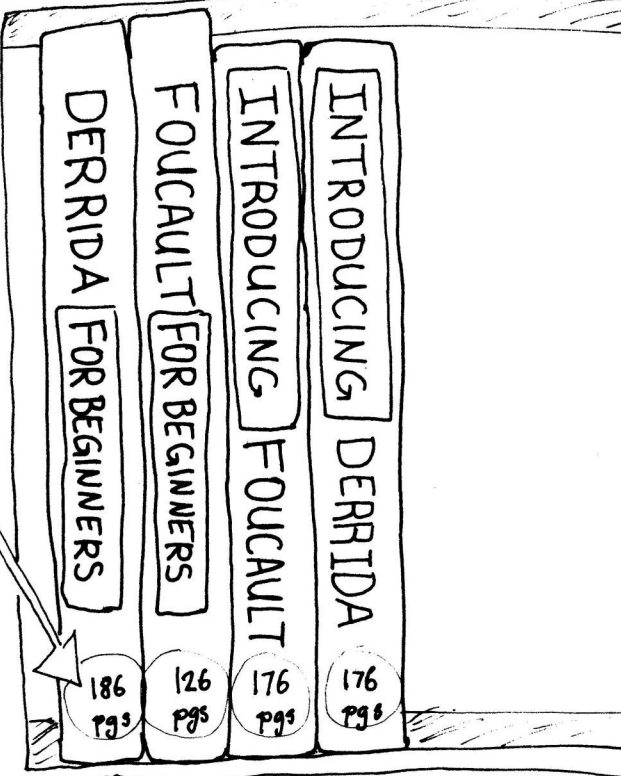 DERRIDA FOR BEGINNERS
186
pgs
FOUCAULT FOR BEGINNERS
126
pgs
INTRODUCING FOUCAULT
176
pgs
INTRODUCING DERRIDA
176
pgs